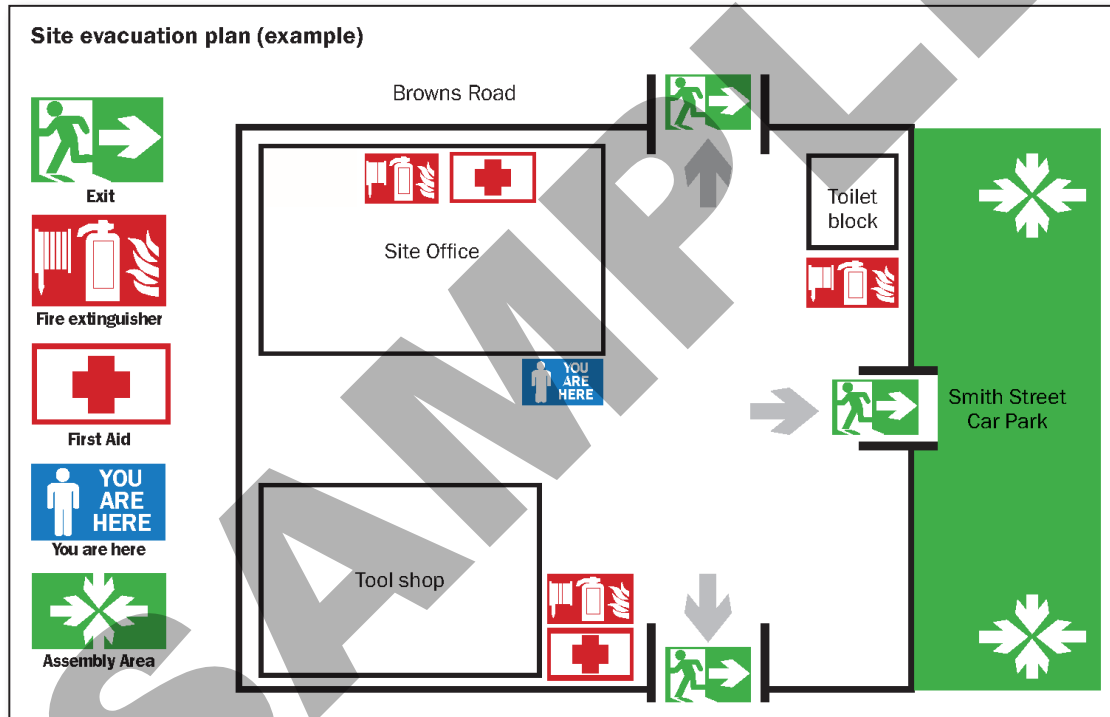 Site evacuation plan (example)
Exit
Fire extinguisher
First Aid
YOU
ARE
HERE
You are here
Assembly Area
Browns Road
Site Office
Toilet
block
YOU
ARE
HERE
Smith Street
Car Park
Tool shop
SAMPLE